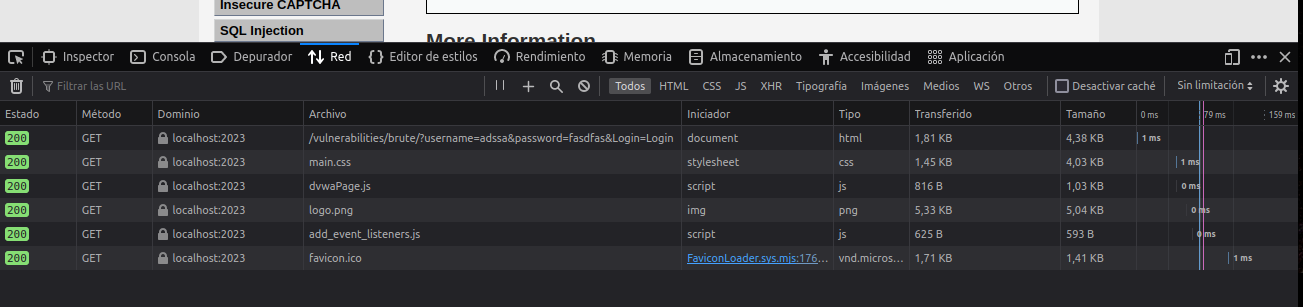 Insecure CAPTCHA
SQL Injection
More Information
Inspector Consola Depurador Red Editor de estilos Rendimiento Memoria Almacenamiento Accesibilidad Aplicación
Filtrar las URL Todos HTML CSS JS XHR Tipografía Imágenes Medios WS Otros Desactivar caché Sin limitación
Estado Método Dominio Archivo Iniciador Tipo Transferido Tamaño 0 ms 79 ms 159 ms
200 GET localhost:2023 /vulnerabilities/brute/?username=adssa&password=fasdfas&Login=Login document html 1,81 KB 4,38 KB 1 ms
200 GET localhost:2023 main.css stylesheet css 1,45 KB 4,03 KB 1 ms
200 GET localhost:2023 dvwaPage.js script js 816 B 1,03 KB 0 ms
200 GET localhost:2023 logo.png img png 5,33 KB 5,04 KB 0 ms
200 GET localhost:2023 add_event_listeners.js script js 625 B 593 B 0 ms
200 GET localhost:2023 favicon.ico FaviconLoader.sys.mjs:176... vnd.micros... 1,71 KB 1,41 KB 1 ms